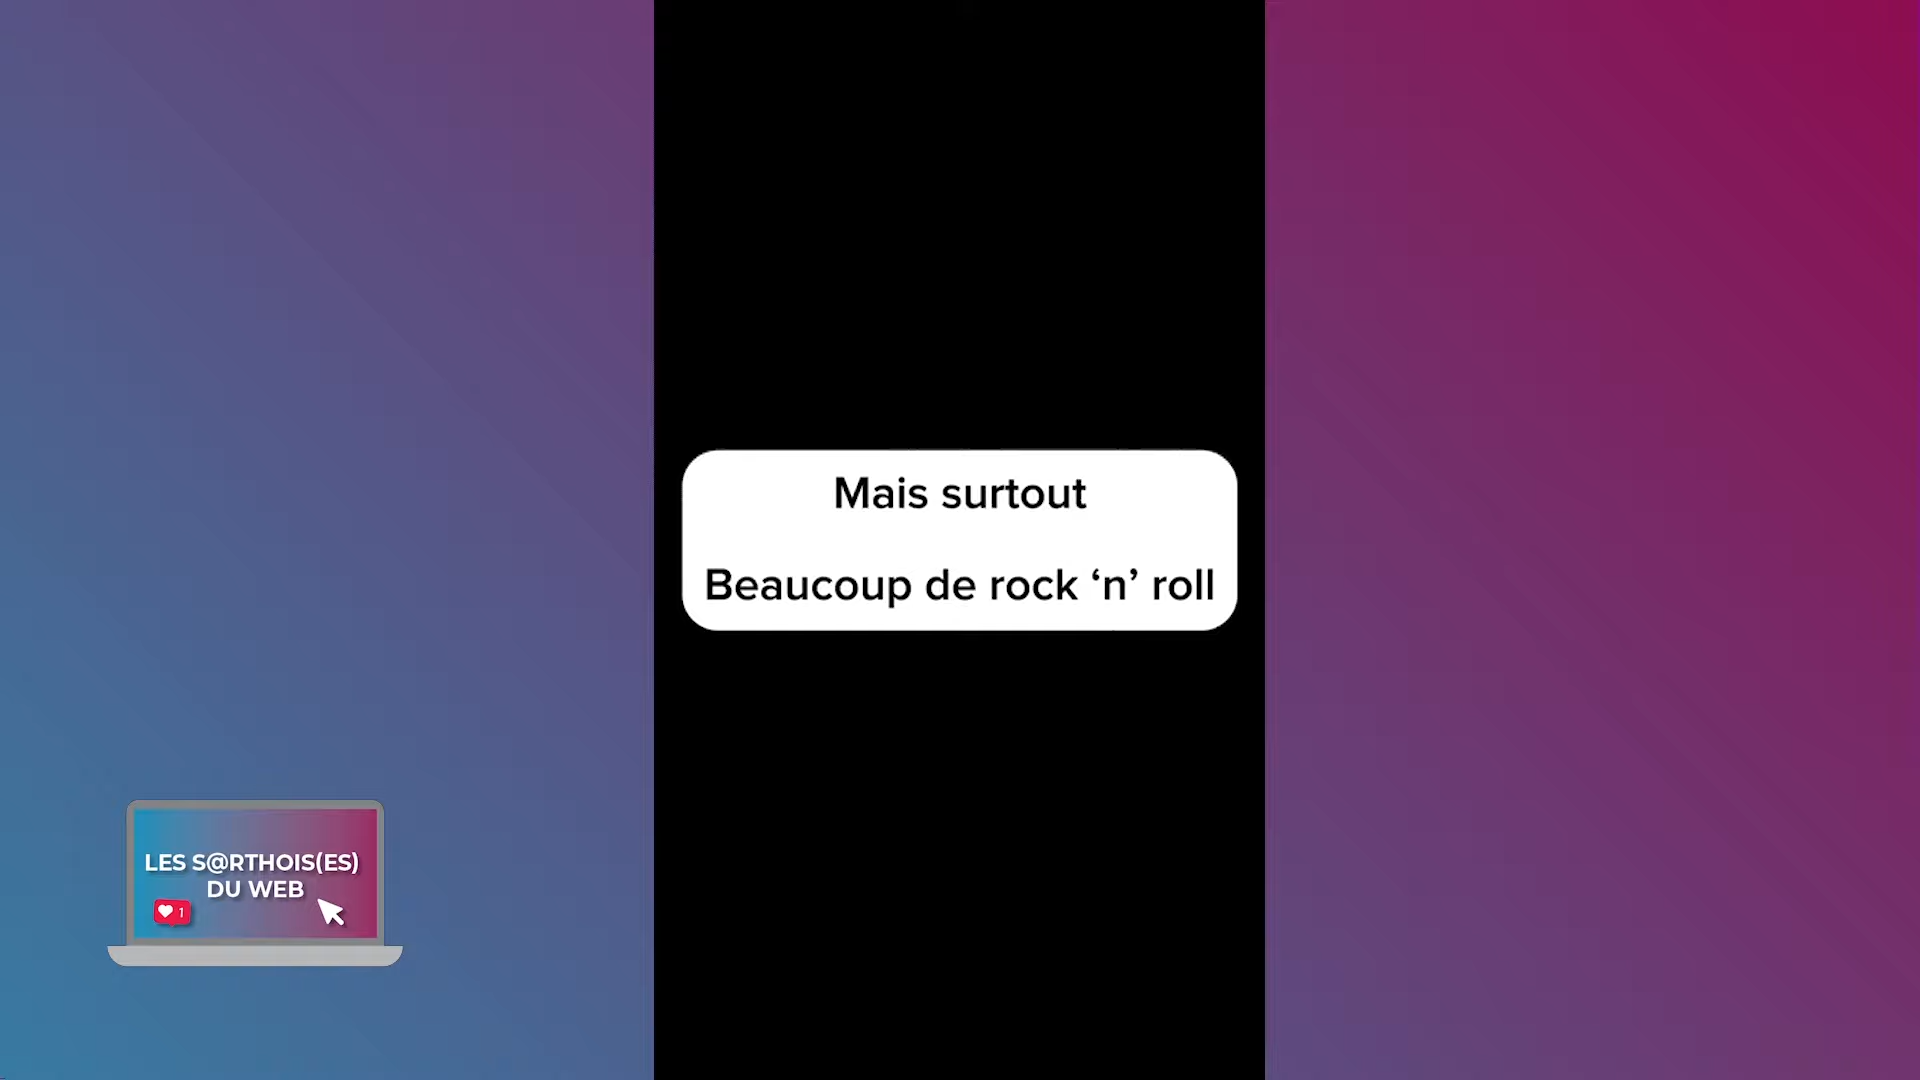 Mais surtout
Beaucoup de rock ‘n’ roll
LES S@RTHOIS(ES)
DU WEB
1